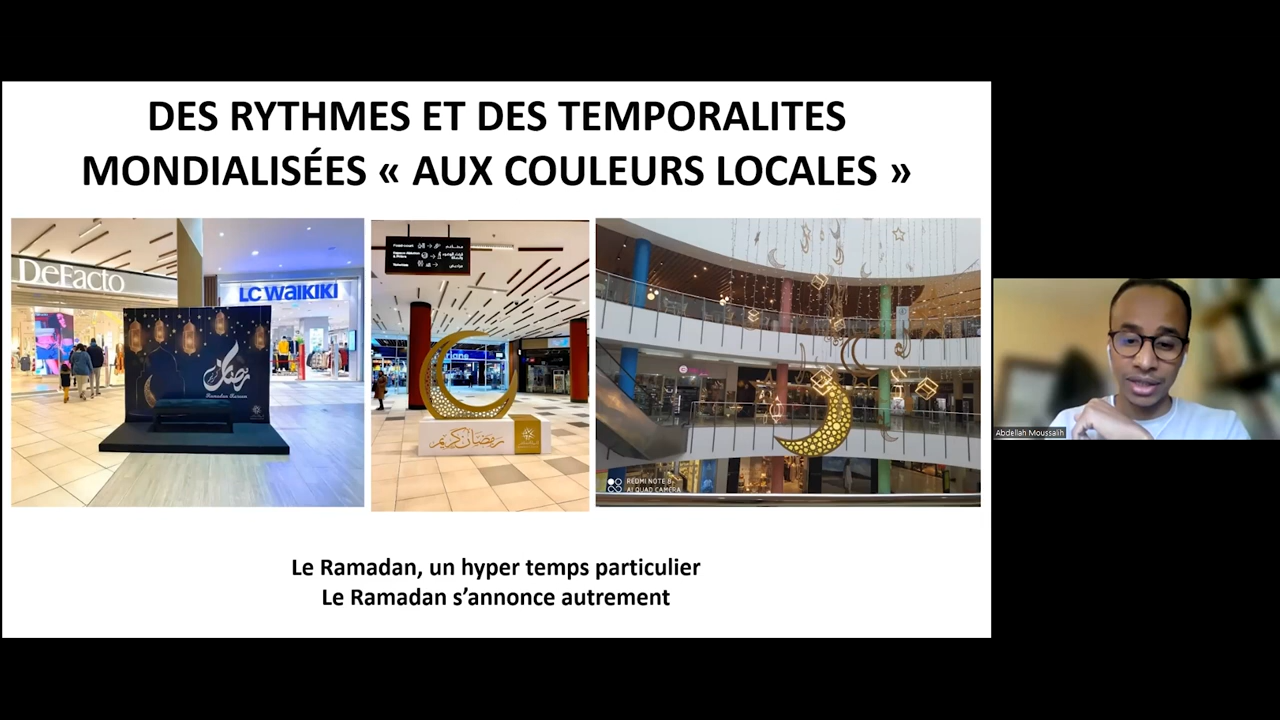 DES RYTHMES ET DES TEMPORALITES
MONDIALISÉES « AUX COULEURS LOCALES »
DeFacto
LC WAIKIKI
رمضان
Ramadan Kareem
رمضان كريم
REDMI NOTE 8
AI QUAD CAMERA
Abdellah Moussalih
Le Ramadan, un hyper temps particulier
Le Ramadan s’annonce autrement